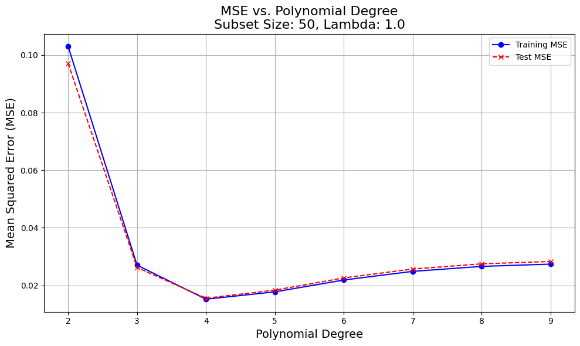 MSE vs. Polynomial Degree
Subset Size: 50, Lambda: 1.0
Training MSE
Test MSE
Mean Squared Error (MSE)
0.10
0.08
0.06
0.04
0.02
2 3 4 5 6 7 8 9
Polynomial Degree